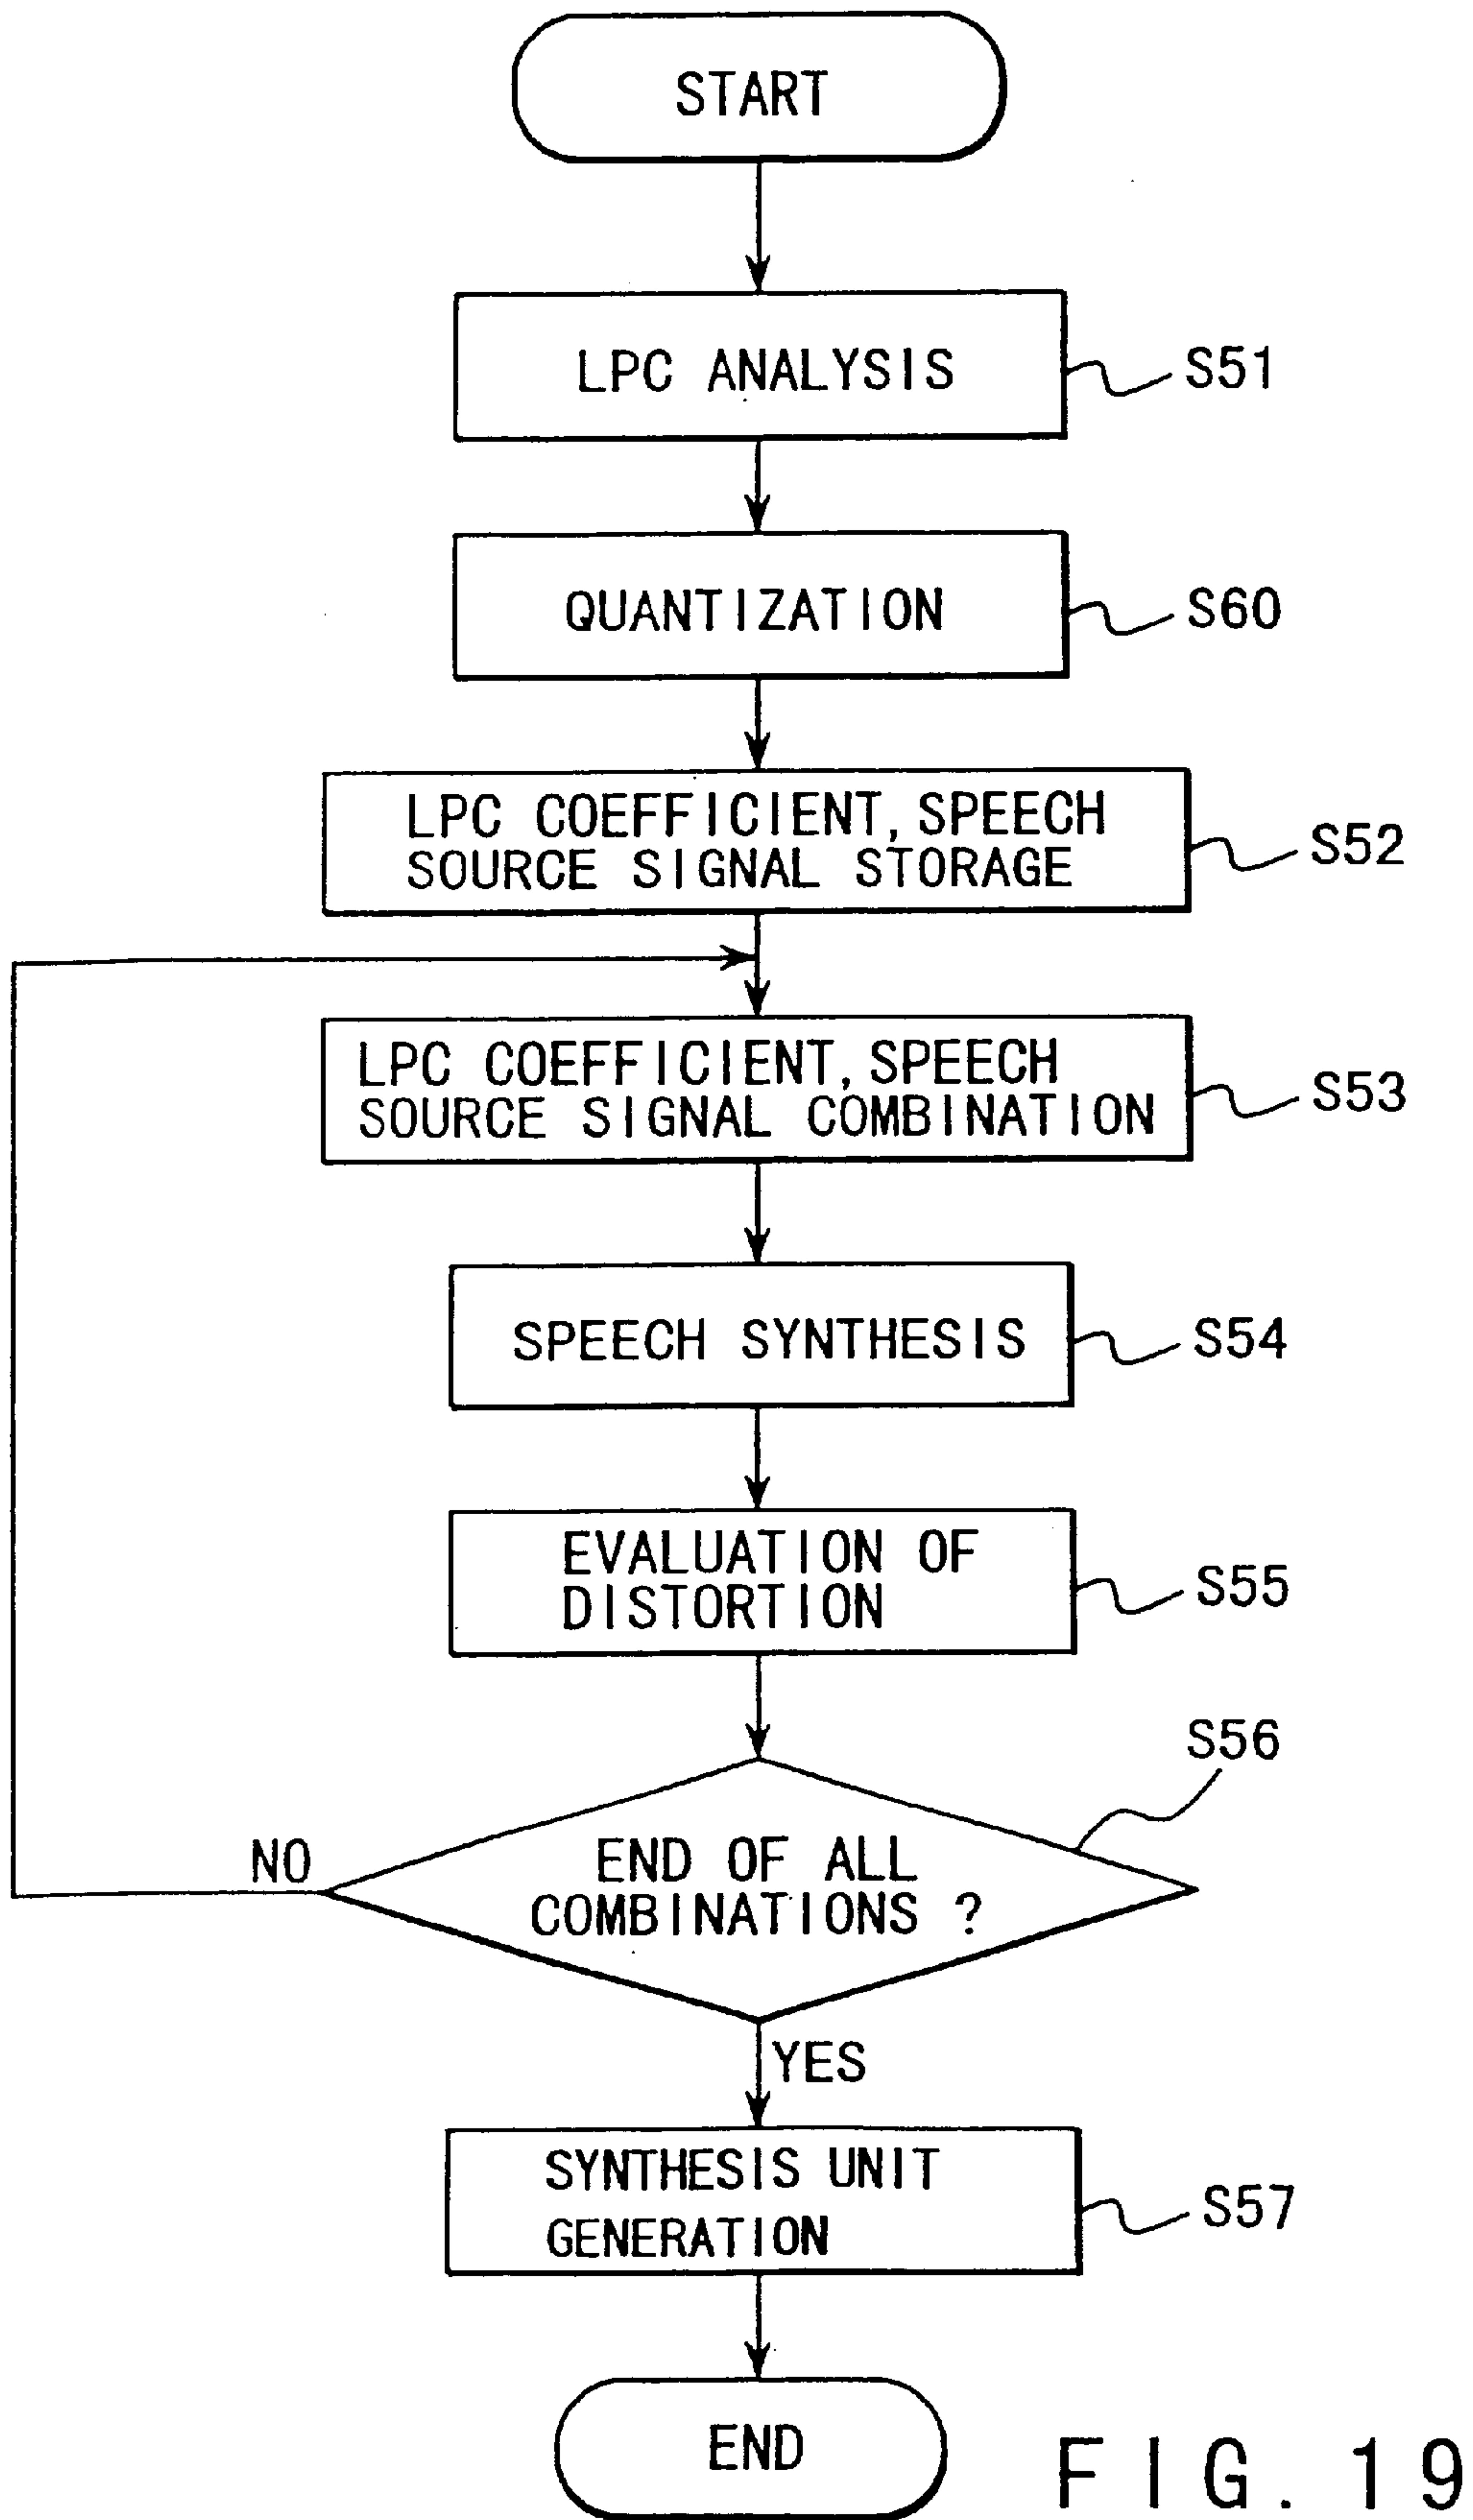 START
LPC ANALYSIS
S51
QUANTIZATION
S60
LPC COEFFICIENT, SPEECH
SOURCE SIGNAL STORAGE
S52
LPC COEFFICIENT, SPEECH
SOURCE SIGNAL COMBINATION
S53
SPEECH SYNTHESIS
S54
EVALUATION OF
DISTORTION
S55
S56
NO
END OF ALL
COMBINATIONS ?
YES
SYNTHESIS UNIT
GENERATION
S57
END
FIG. 19